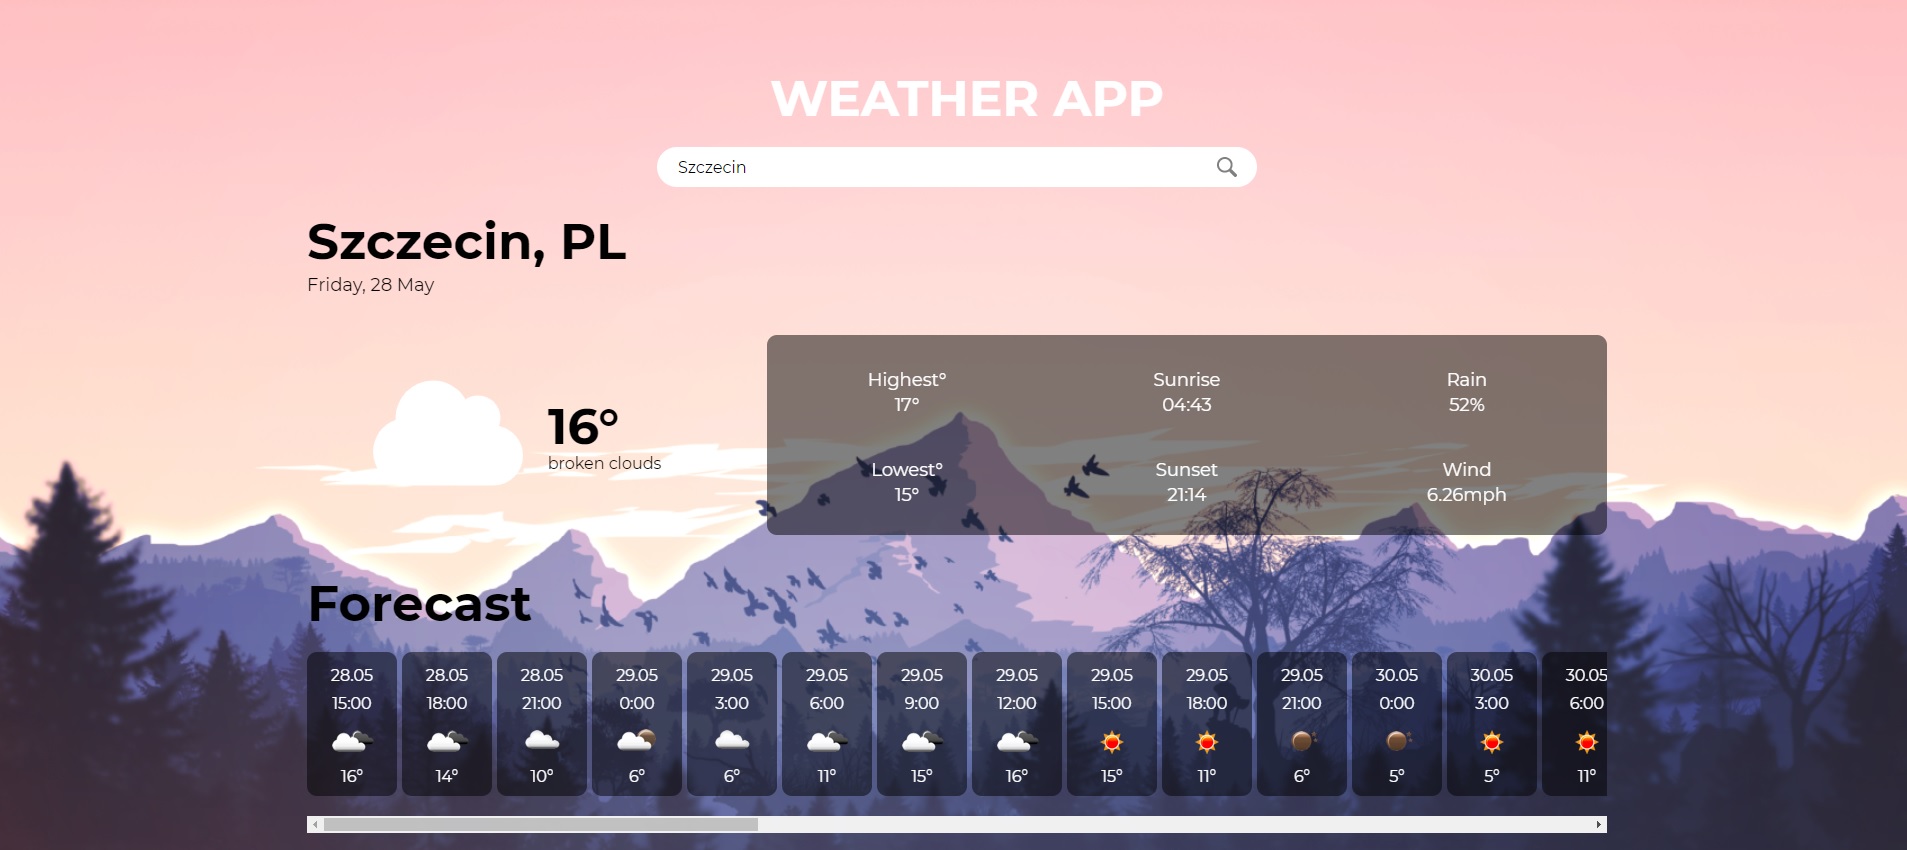 WEATHER APP
Szczecin
Szczecin, PL
Friday, 28 May
16°
broken clouds
Highest° Sunrise Rain
17° 04:43 52%
Lowest° Sunset Wind
15° 21:14 6.26mph
Forecast
28.05 28.05 28.05 29.05 29.05 29.05 29.05 29.05 29.05 29.05 29.05 30.05 30.05 30.05
15:00 18:00 21:00 0:00 3:00 6:00 9:00 12:00 15:00 18:00 21:00 0:00 3:00 6:00
16° 14° 10° 6° 6° 11° 15° 16° 15° 11° 6° 5° 5° 11°